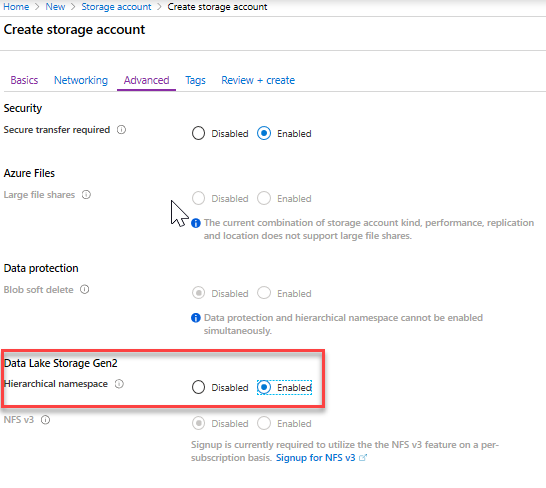 Home > New > Storage account > Create storage account
Create storage account
Basics Networking Advanced Tags Review + create
Security
Secure transfer required Disabled Enabled
Azure Files
Large file shares Disabled Enabled
The current combination of storage account kind, performance, replication
and location does not support large file shares.
Data protection
Blob soft delete Disabled Enabled
Data protection and hierarchical namespace cannot be enabled
simultaneously.
Data Lake Storage Gen2
Hierarchical namespace Disabled Enabled
NFS v3 Disabled Enabled
Signup is currently required to utilize the the NFS v3 feature on a per-
subscription basis. Signup for NFS v3